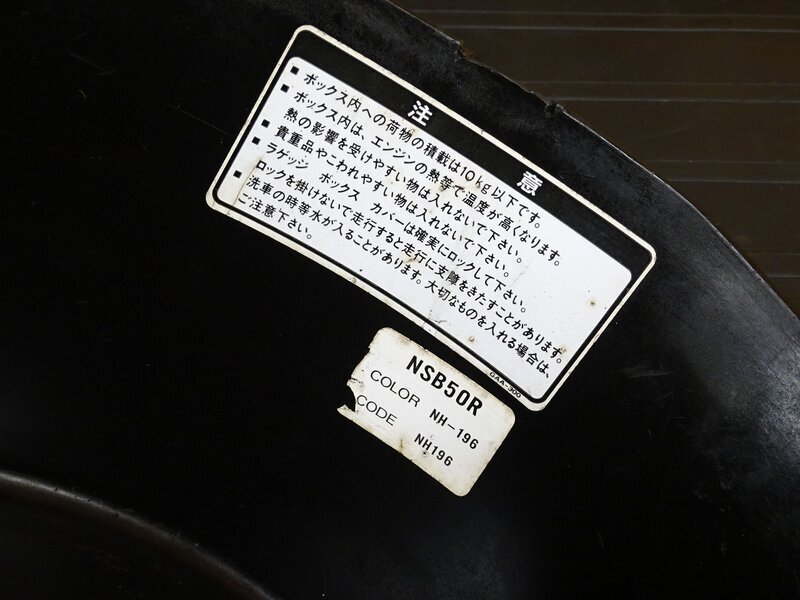 注意
■ ボックス内への荷物の積載は10kg以下です。
■ ボックス内は、エンジンの熱等で温度が高くなります。
熱の影響を受けやすい物は入れないで下さい。
■ 貴重品やこわれやすい物は入れないで下さい。
■ ラゲッジ ボックス カバーは確実にロックして下さい。
ロックを掛けないで走行すると走行に支障をきたすことがあります。
■ 洗車の時等水が入ることがあります。大切なものを入れる場合は、
ご注意下さい。
GAA-900
NSB50R
COLOR NH-196
CODE NH196